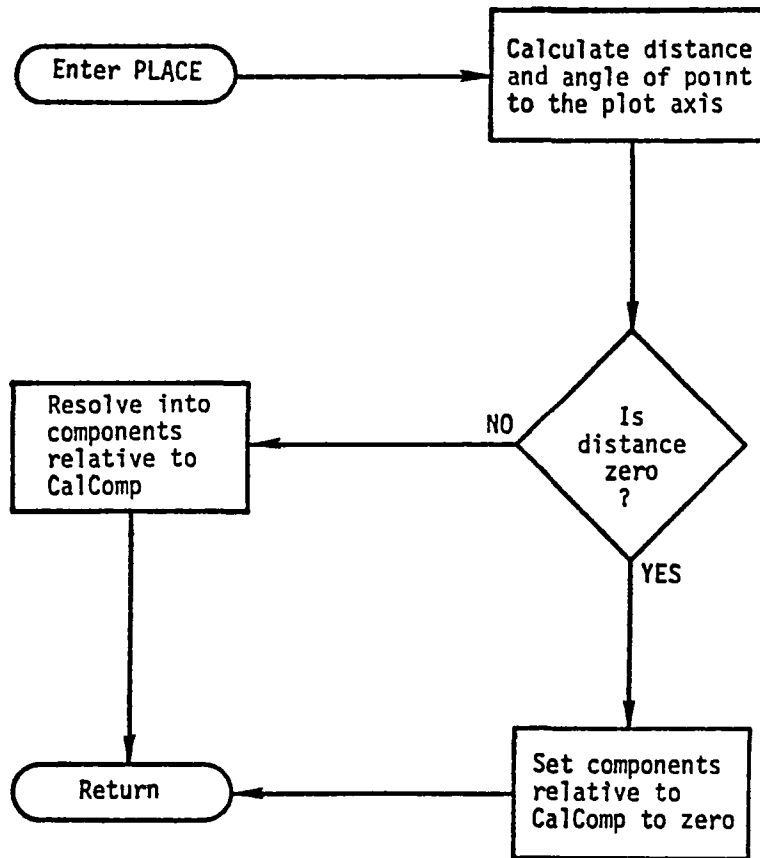 Enter PLACE
Calculate distance
and angle of point
to the plot axis
Is
distance
zero
?
NO
YES
Resolve into
components
relative to
CalComp
Set components
relative to
CalComp to zero
Return